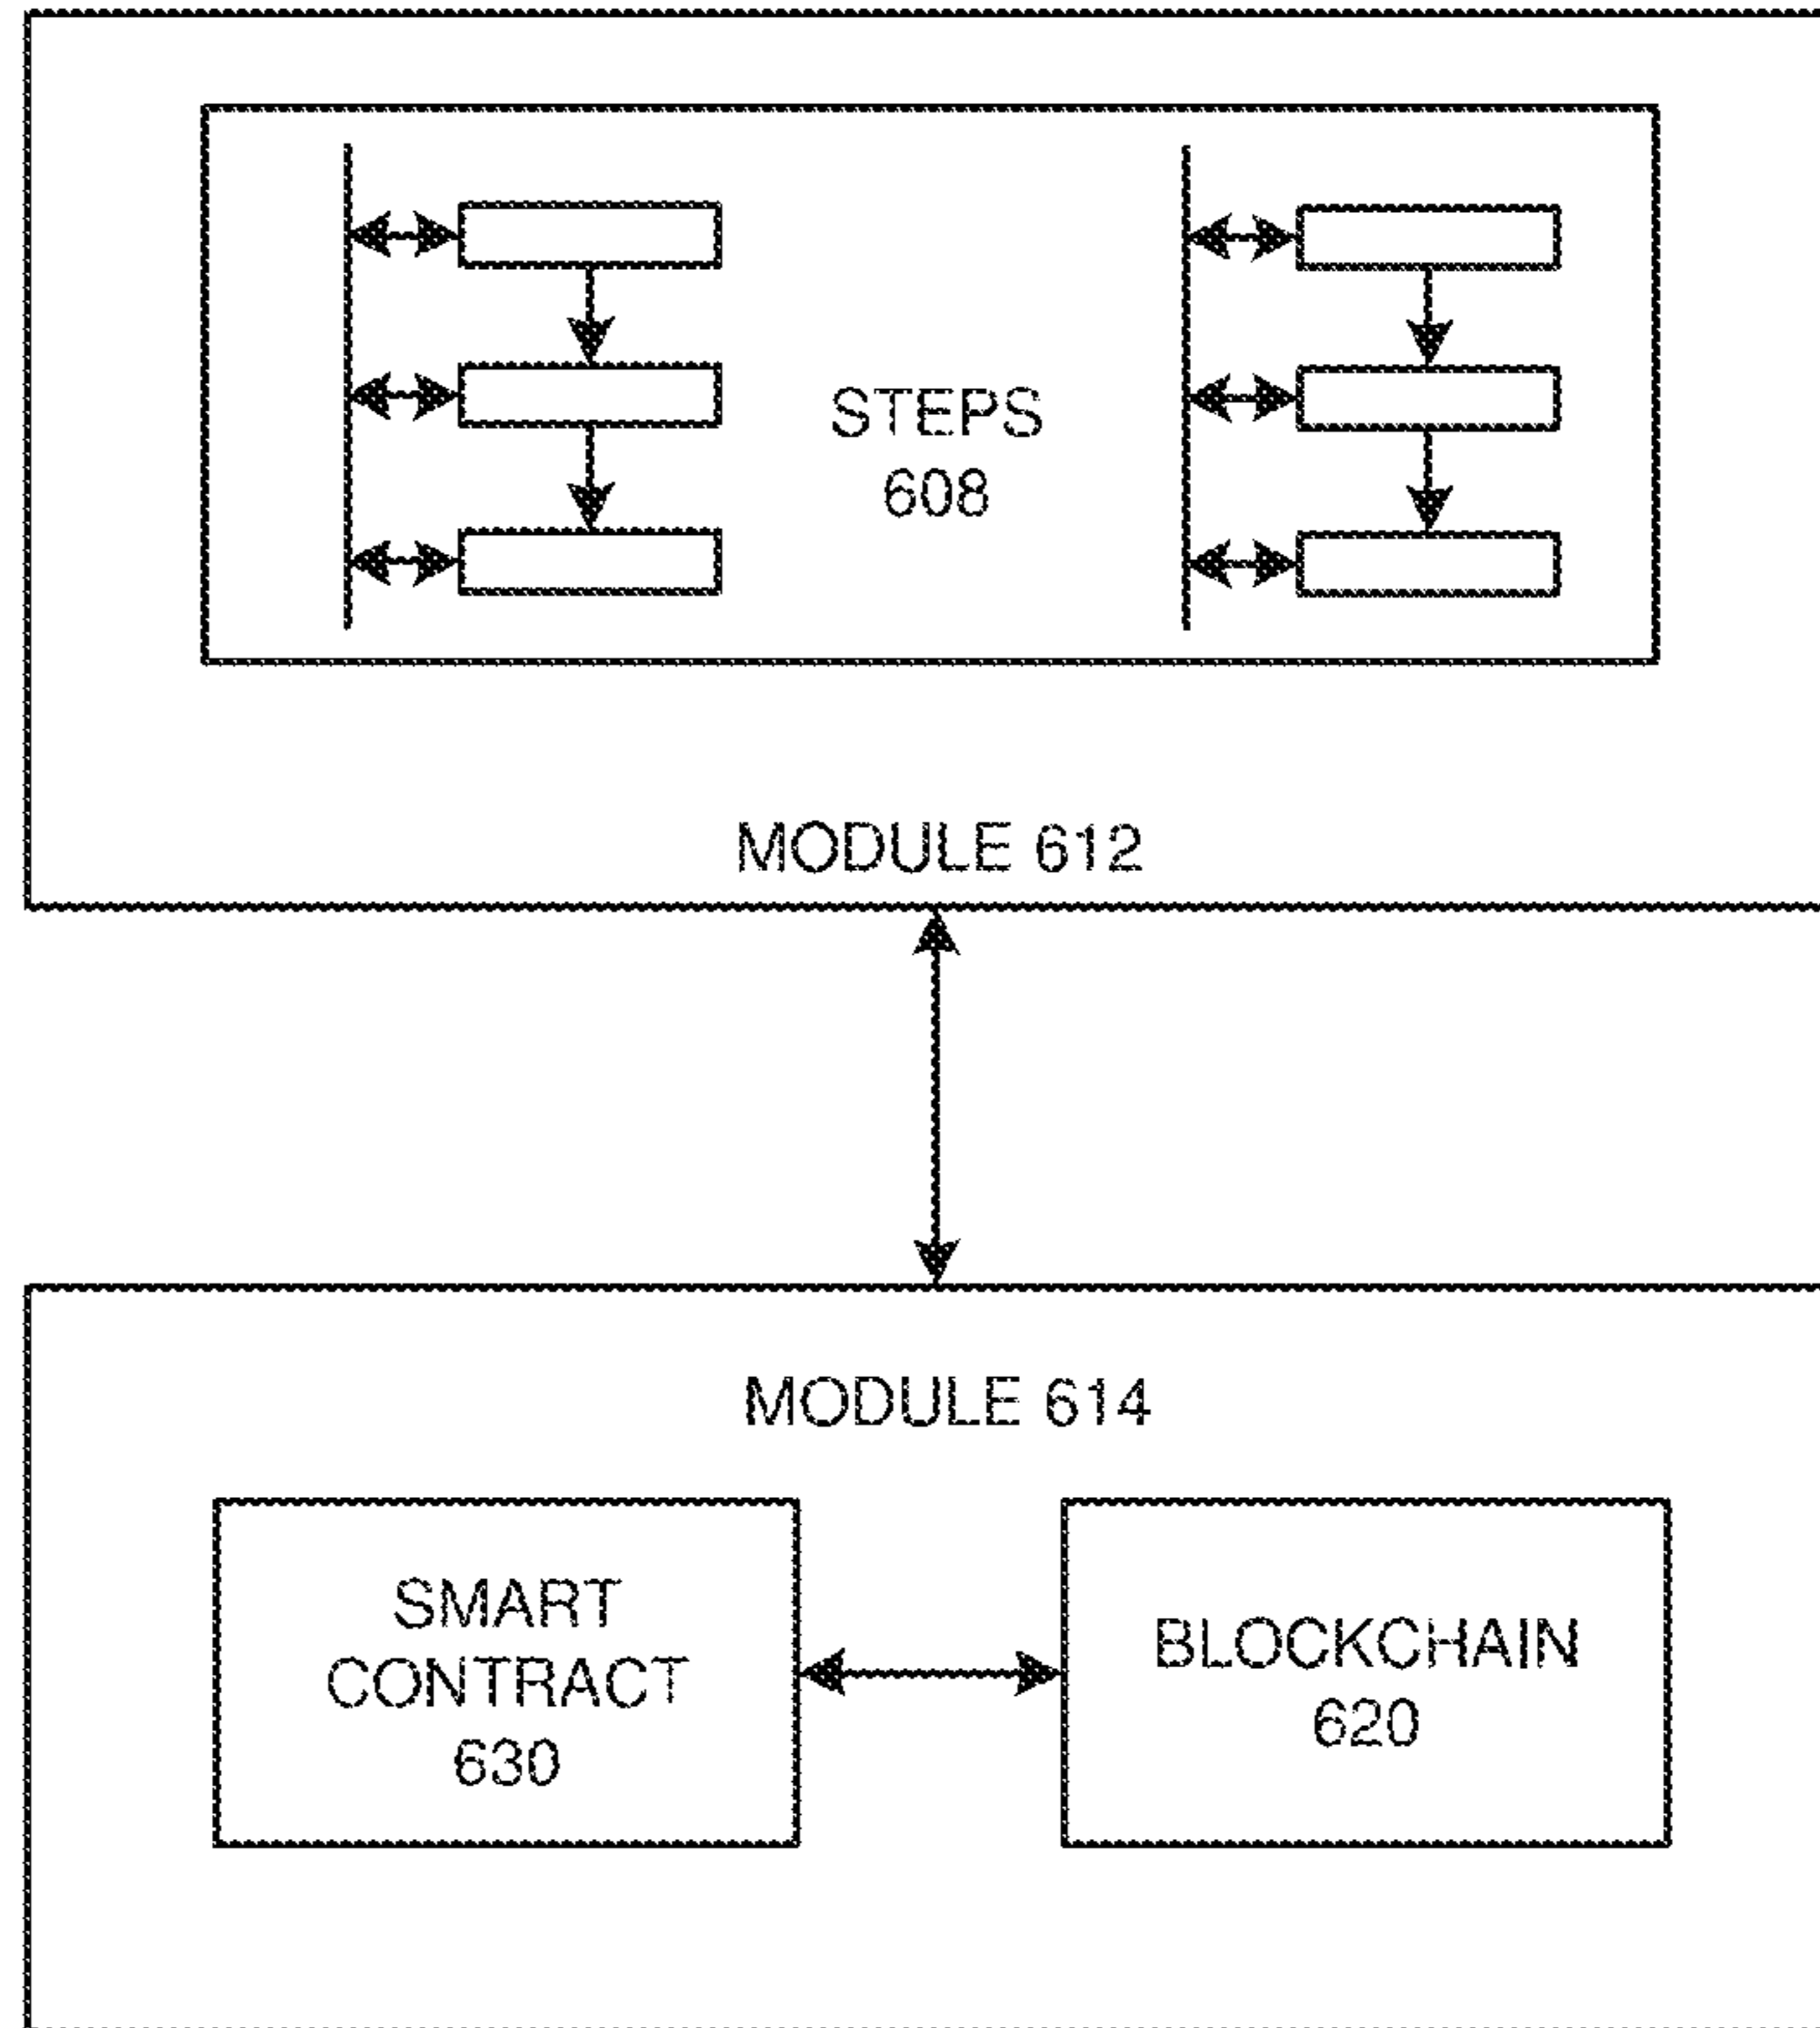 STEPS
608
MODULE 612
MODULE 614
SMART
CONTRACT
630
BLOCKCHAIN
620